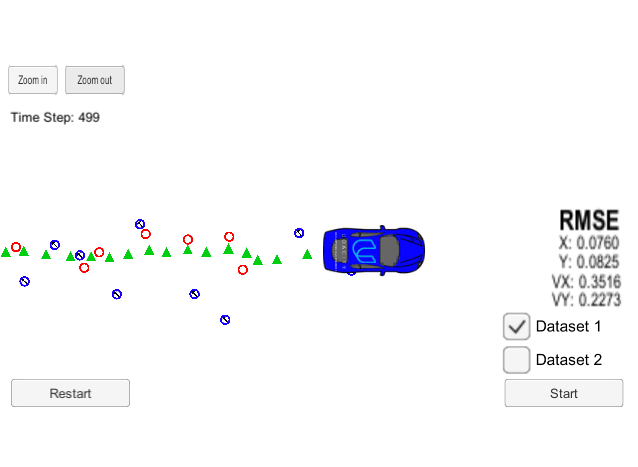 Zoom in
Zoom out
Time Step: 499
RMSE
X: 0.0760
Y: 0.0825
VX: 0.3516
VY: 0.2273
Dataset 1
Dataset 2
Restart
Start